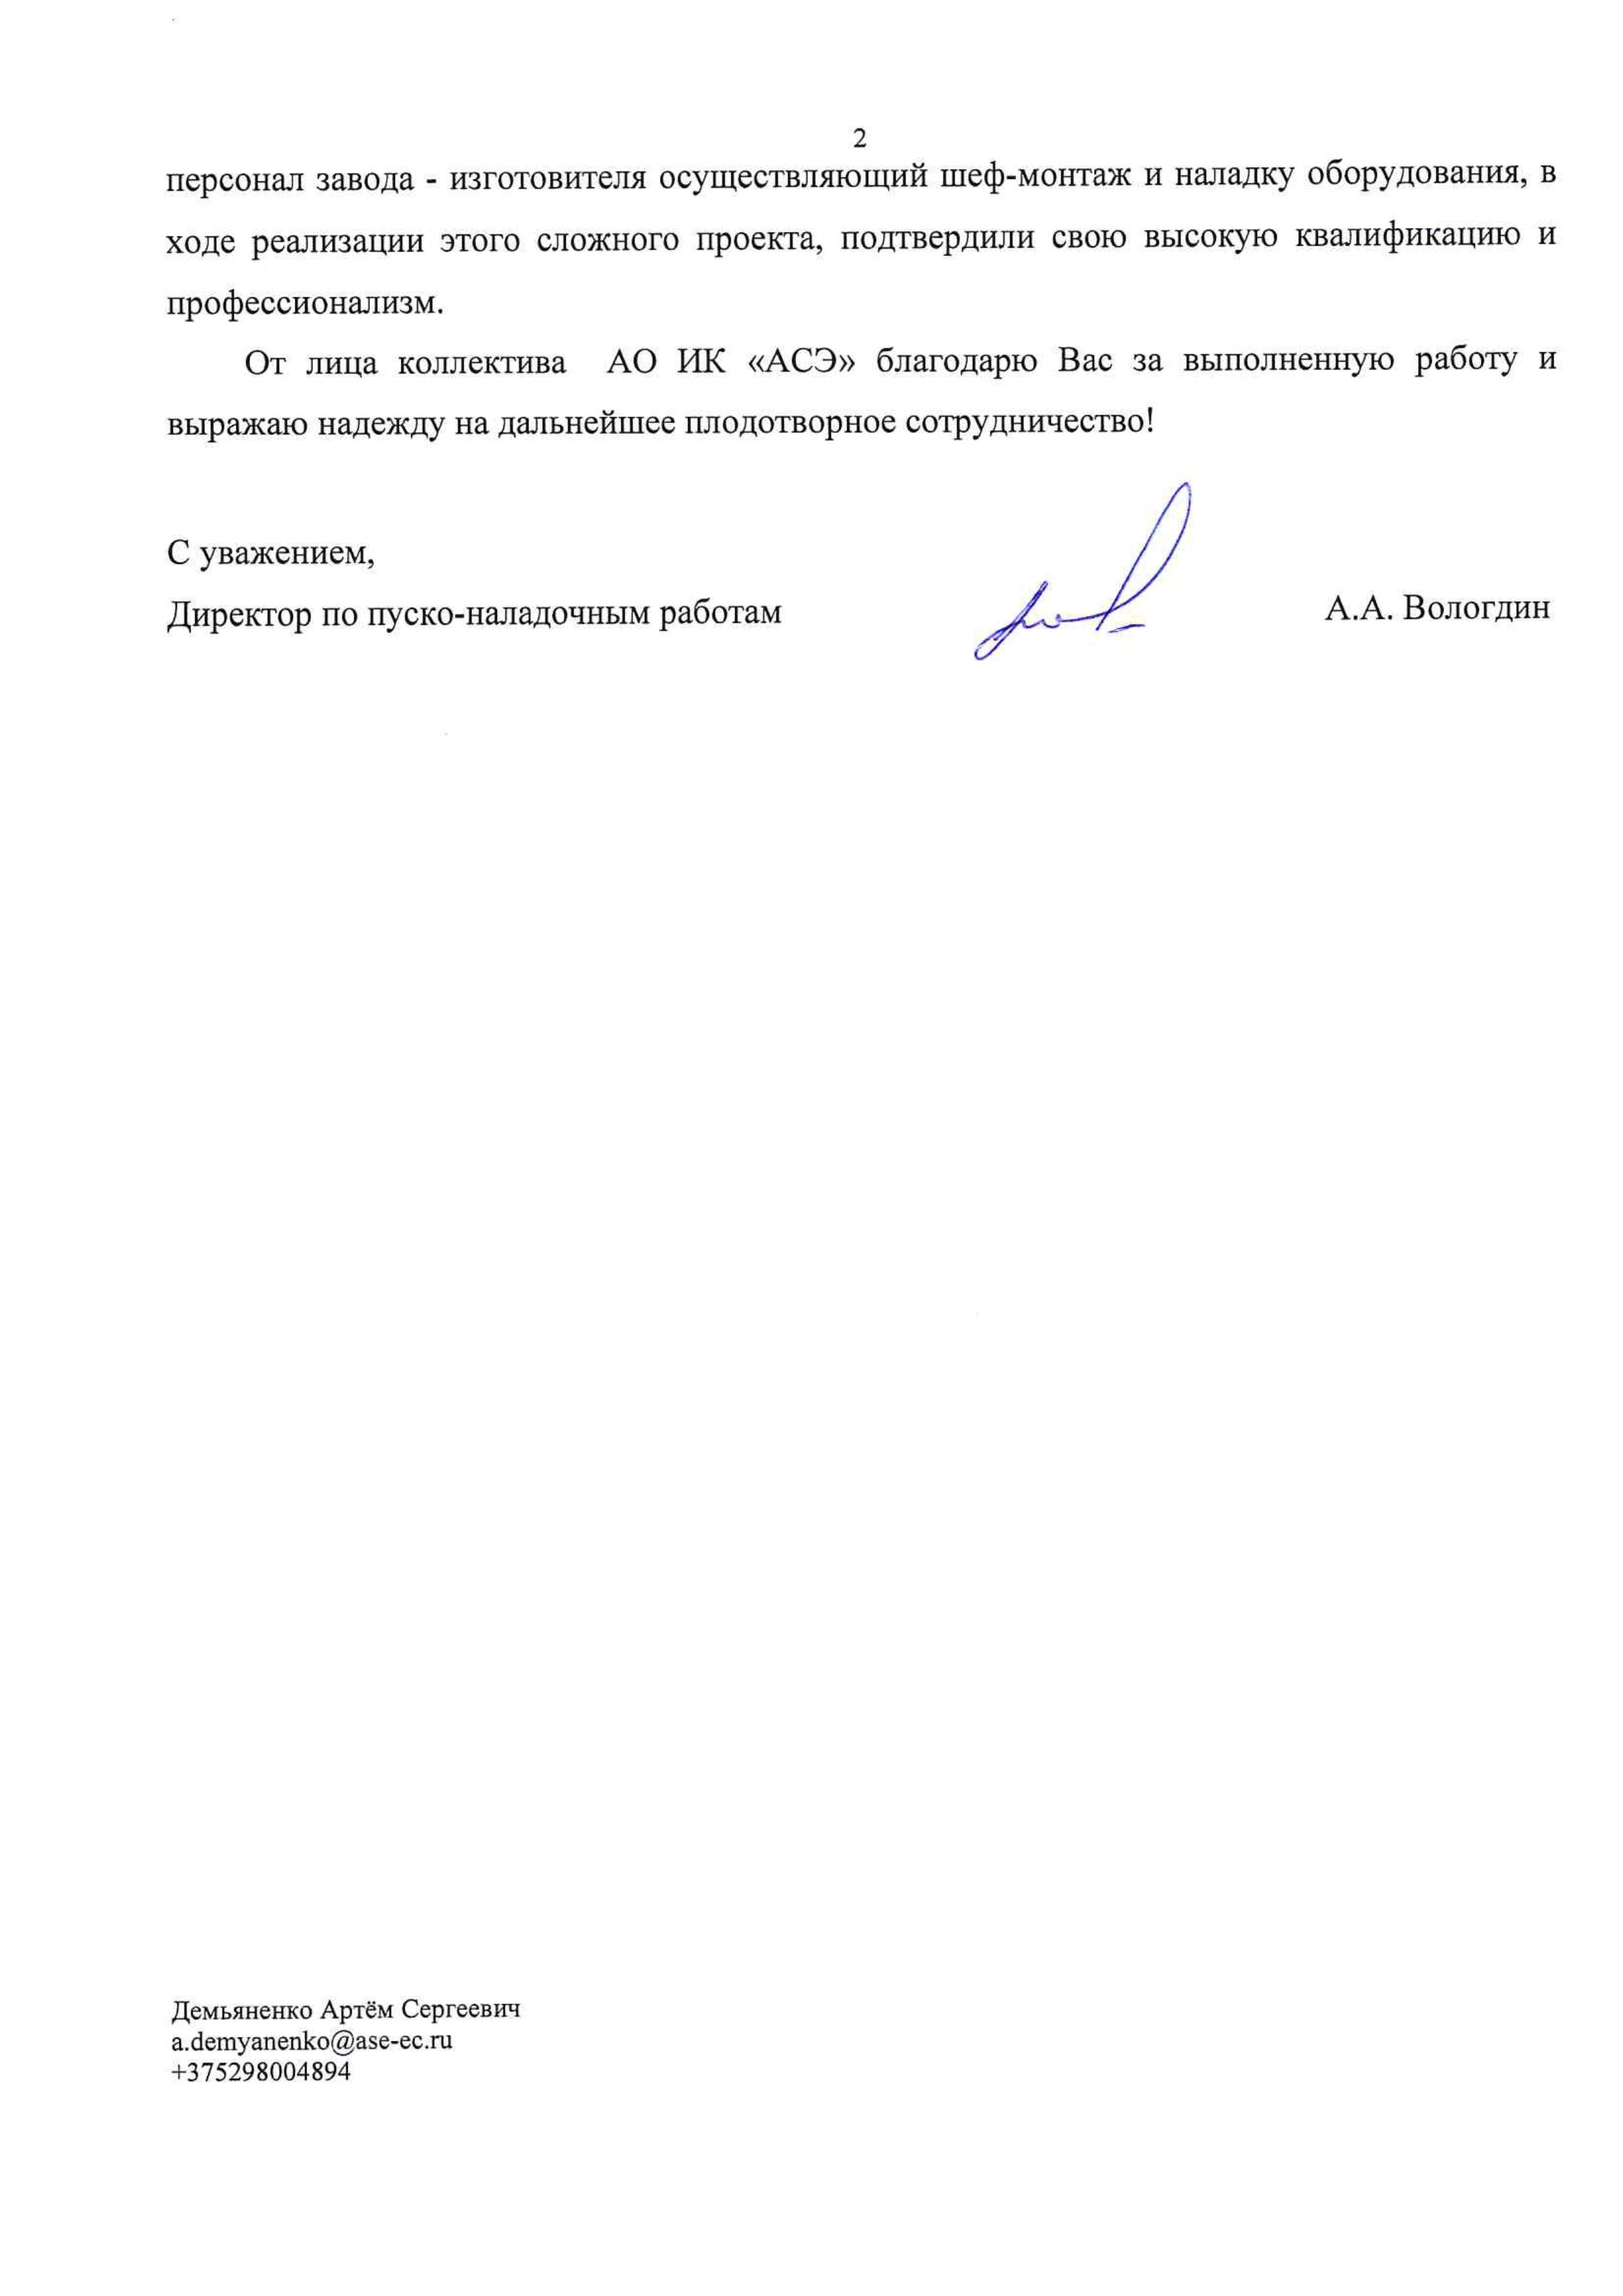 2
персонал завода - изготовителя осуществляющий шеф-монтаж и наладку оборудования, в
ходе реализации этого сложного проекта, подтвердили свою высокую квалификацию и
профессионализм.
От лица коллектива АО ИК «АСЭ» благодарю Вас за выполненную работу и
выражаю надежду на дальнейшее плодотворное сотрудничество!
С уважением,
Директор по пуско-наладочным работам А.А. Вологдин
Демьяненко Артём Сергеевич
a.demyanenko@ase-ec.ru
+375298004894